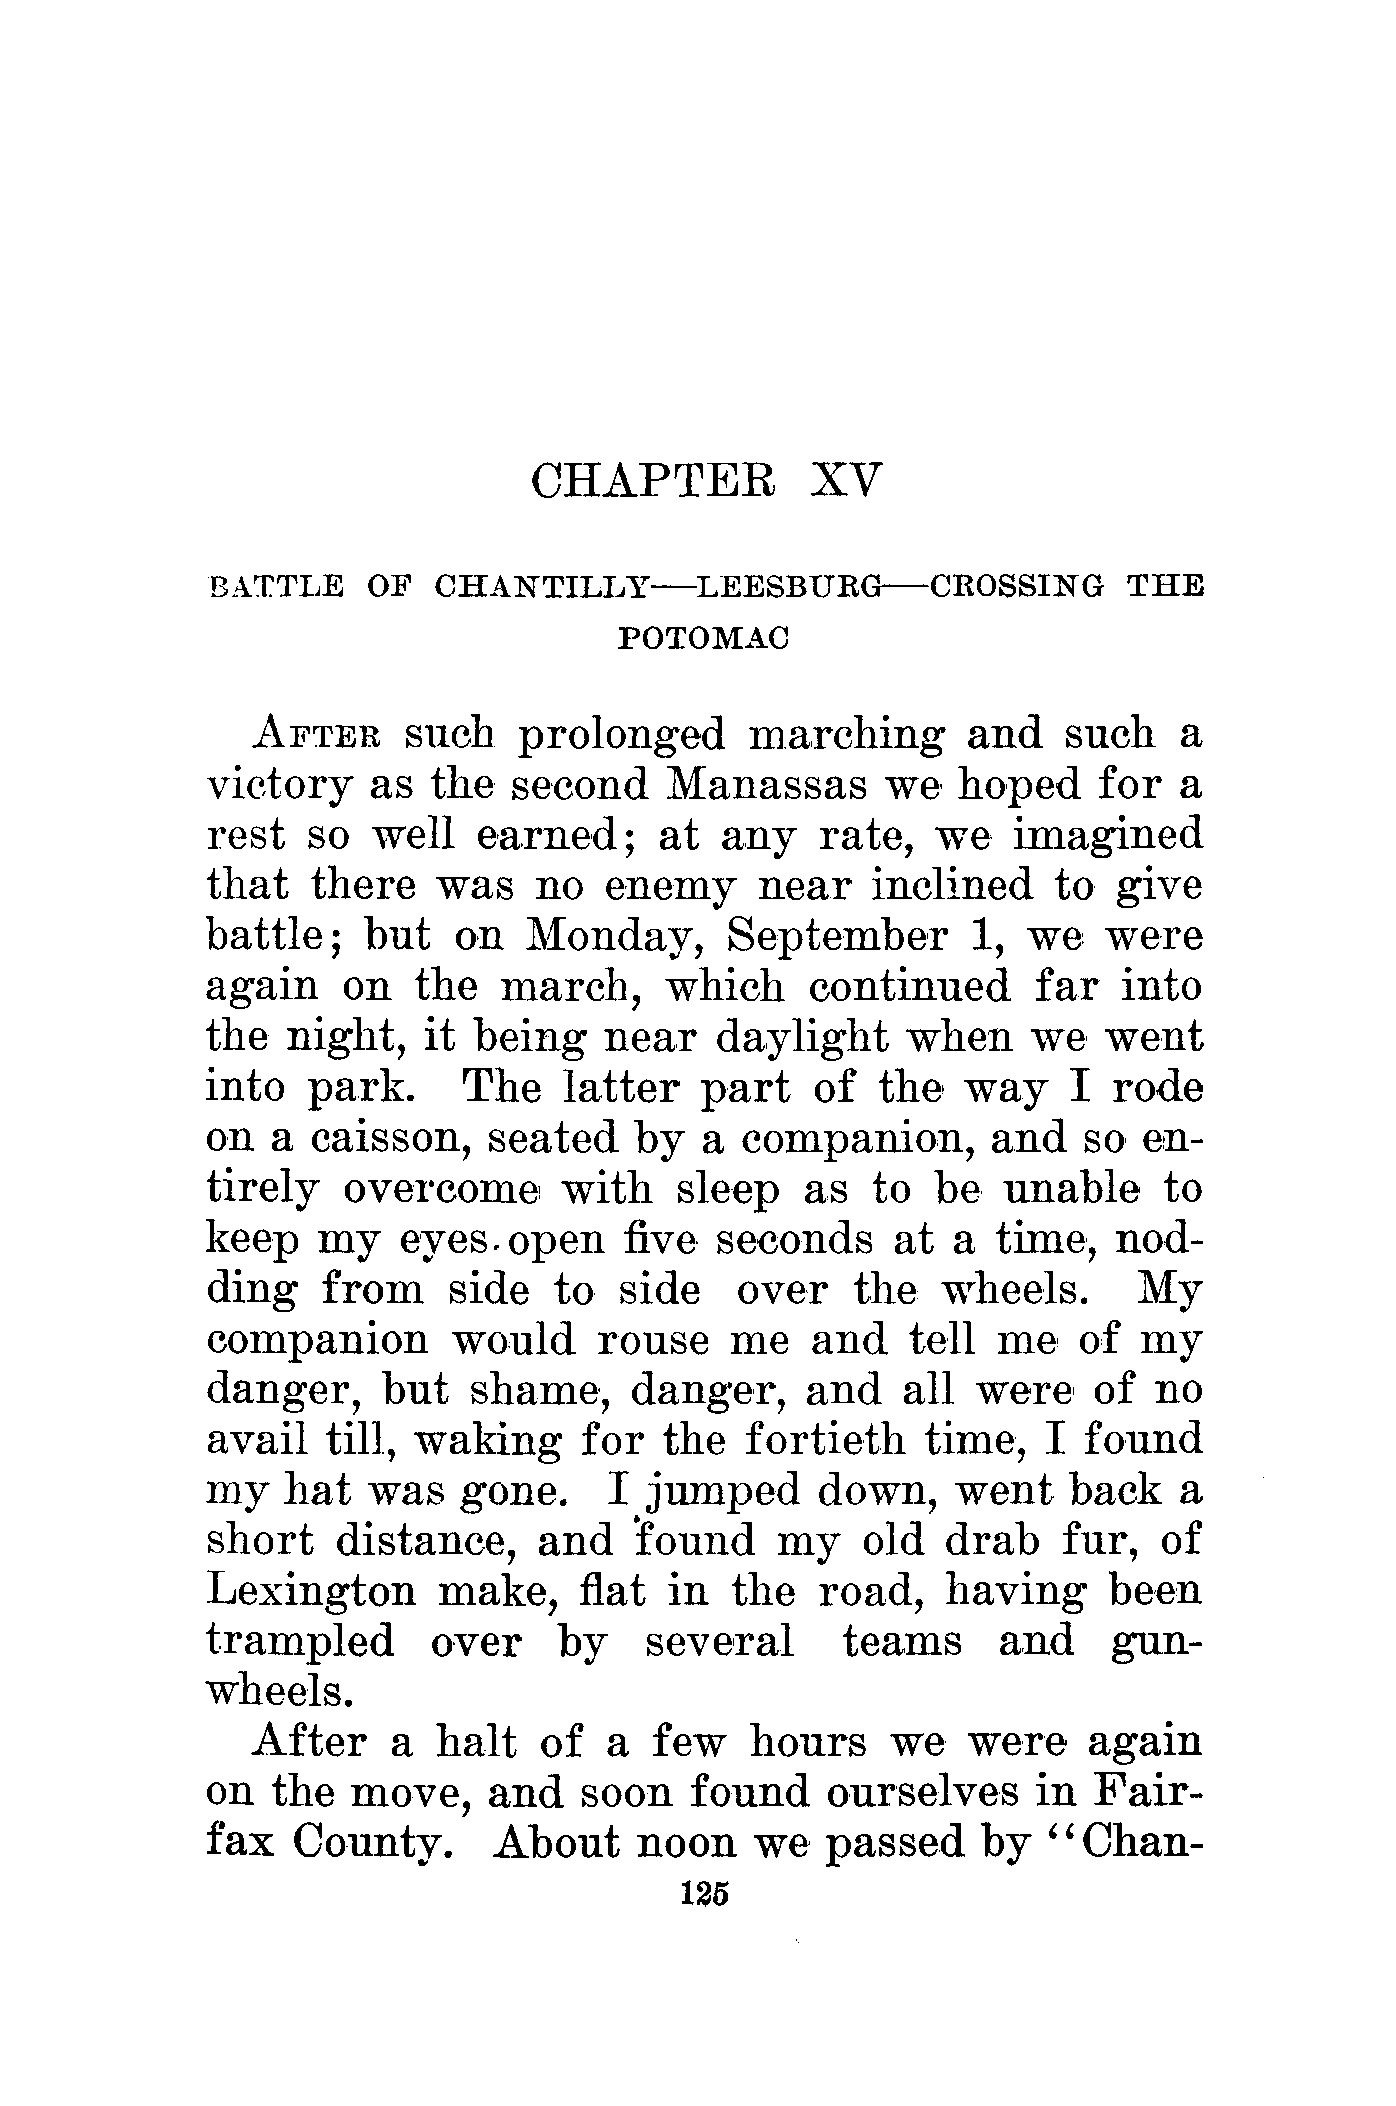 CHAPTER XV
BATTLE OF CHANTILLY—LEESBURG—CROSSING THE
POTOMAC
AFTER such prolonged marching and such a
victory as the second Manassas we hoped for a
rest so well earned; at any rate, we imagined
that there was no enemy near inclined to give
battle; but on Monday, September 1, we were
again on the march, which continued far into
the night, it being near daylight when we went
into park. The latter part of the way I rode
on a caisson, seated by a companion, and so en-
tirely overcome with sleep as to be unable to
keep my eyes open five seconds at a time, nod-
ding from side to side over the wheels. My
companion would rouse me and tell me of my
danger, but shame, danger, and all were of no
avail till, waking for the fortieth time, I found
my hat was gone. I jumped down, went back a
short distance, and found my old drab fur, of
Lexington make, flat in the road, having been
trampled over by several teams and gun-
wheels.
After a halt of a few hours we were again
on the move, and soon found ourselves in Fair-
fax County. About noon we passed by “Chan-
125